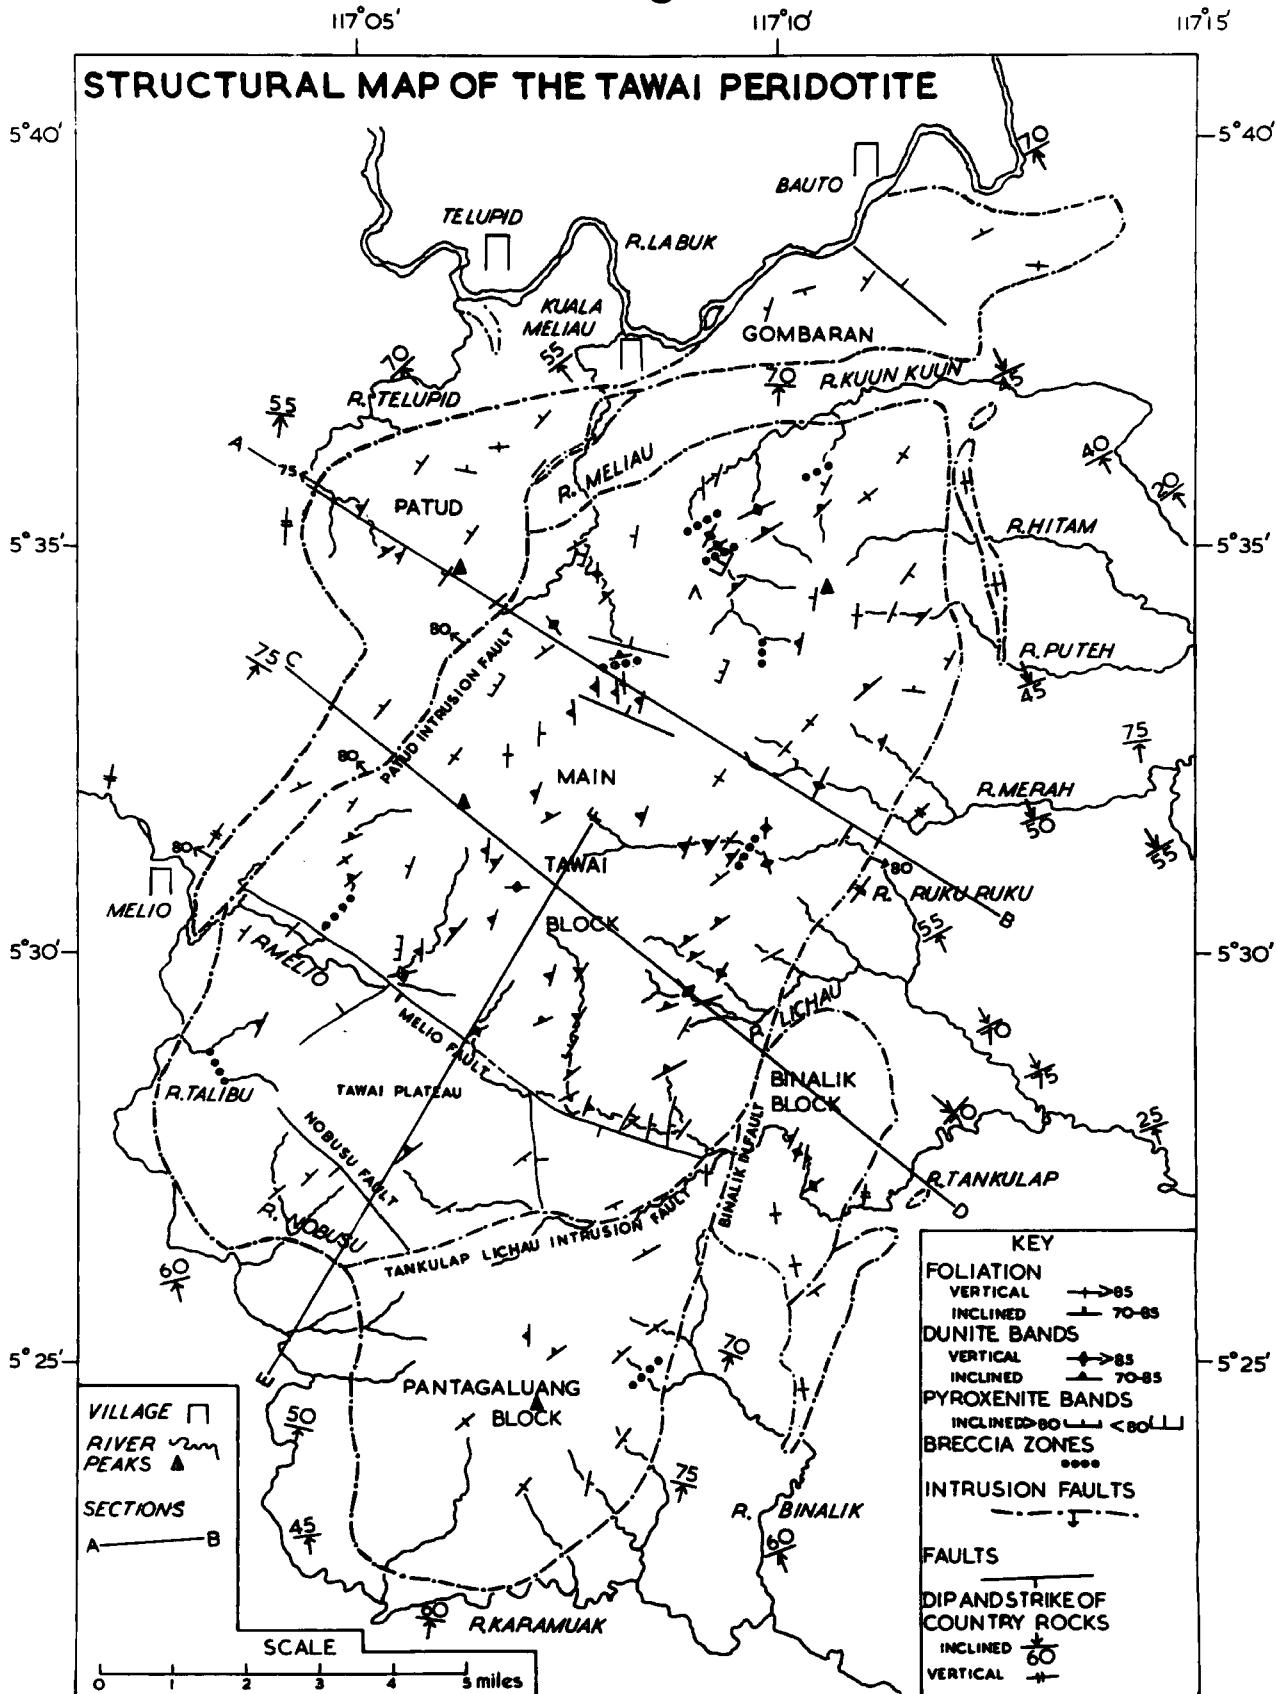 117°05'
117°10'
117°15'
STRUCTURAL MAP OF THE TAWAI PERIDOTITE
5°40'
5°40'
70
BAUTO
TELUPID
R.LABUK
KUALA
MELIAU
GOMBARAN
55
70
70
R.KUUN KUUN
45
R. TELUPID
55
A
75
40
20
R. MELIAU
PATUD
R.HITAM
5°35'
5°35'
80
R.PUTEH
45
75 C
PATUD INTRUSION FAULT
75
80
MAIN
R.MERAH
50
55
F
80
TAWAI
80
R. RUKU RUKU
B
MELIO
BLOCK
55
5°30'
5°30'
R.MELIO
R. LICHAU
MELIO FAULT
70
75
BINALIK
BLOCK
R.TALIBU
TAWAI PLATEAU
70
25
NOBUSU FAULT
BINALIK IN.FAULT
R.TANKULAP
D
R. NOBUSU
TANKULAP LICHAU INTRUSION FAULT
60
70
5°25'
5°25'
E
PANTAGALUANG
BLOCK
50
75
R. BINALIK
45
60
60
R.KARAMUAK
VILLAGE
RIVER
PEAKS
SECTIONS
A B
SCALE
0 1 2 3 4 5 miles
KEY
FOLIATION
VERTICAL >85
INCLINED 70-85
DUNITE BANDS
VERTICAL >85
INCLINED 70-85
PYROXENITE BANDS
INCLINED>80 <80
BRECCIA ZONES
INTRUSION FAULTS
FAULTS
DIP AND STRIKE OF
COUNTRY ROCKS
INCLINED 60
VERTICAL